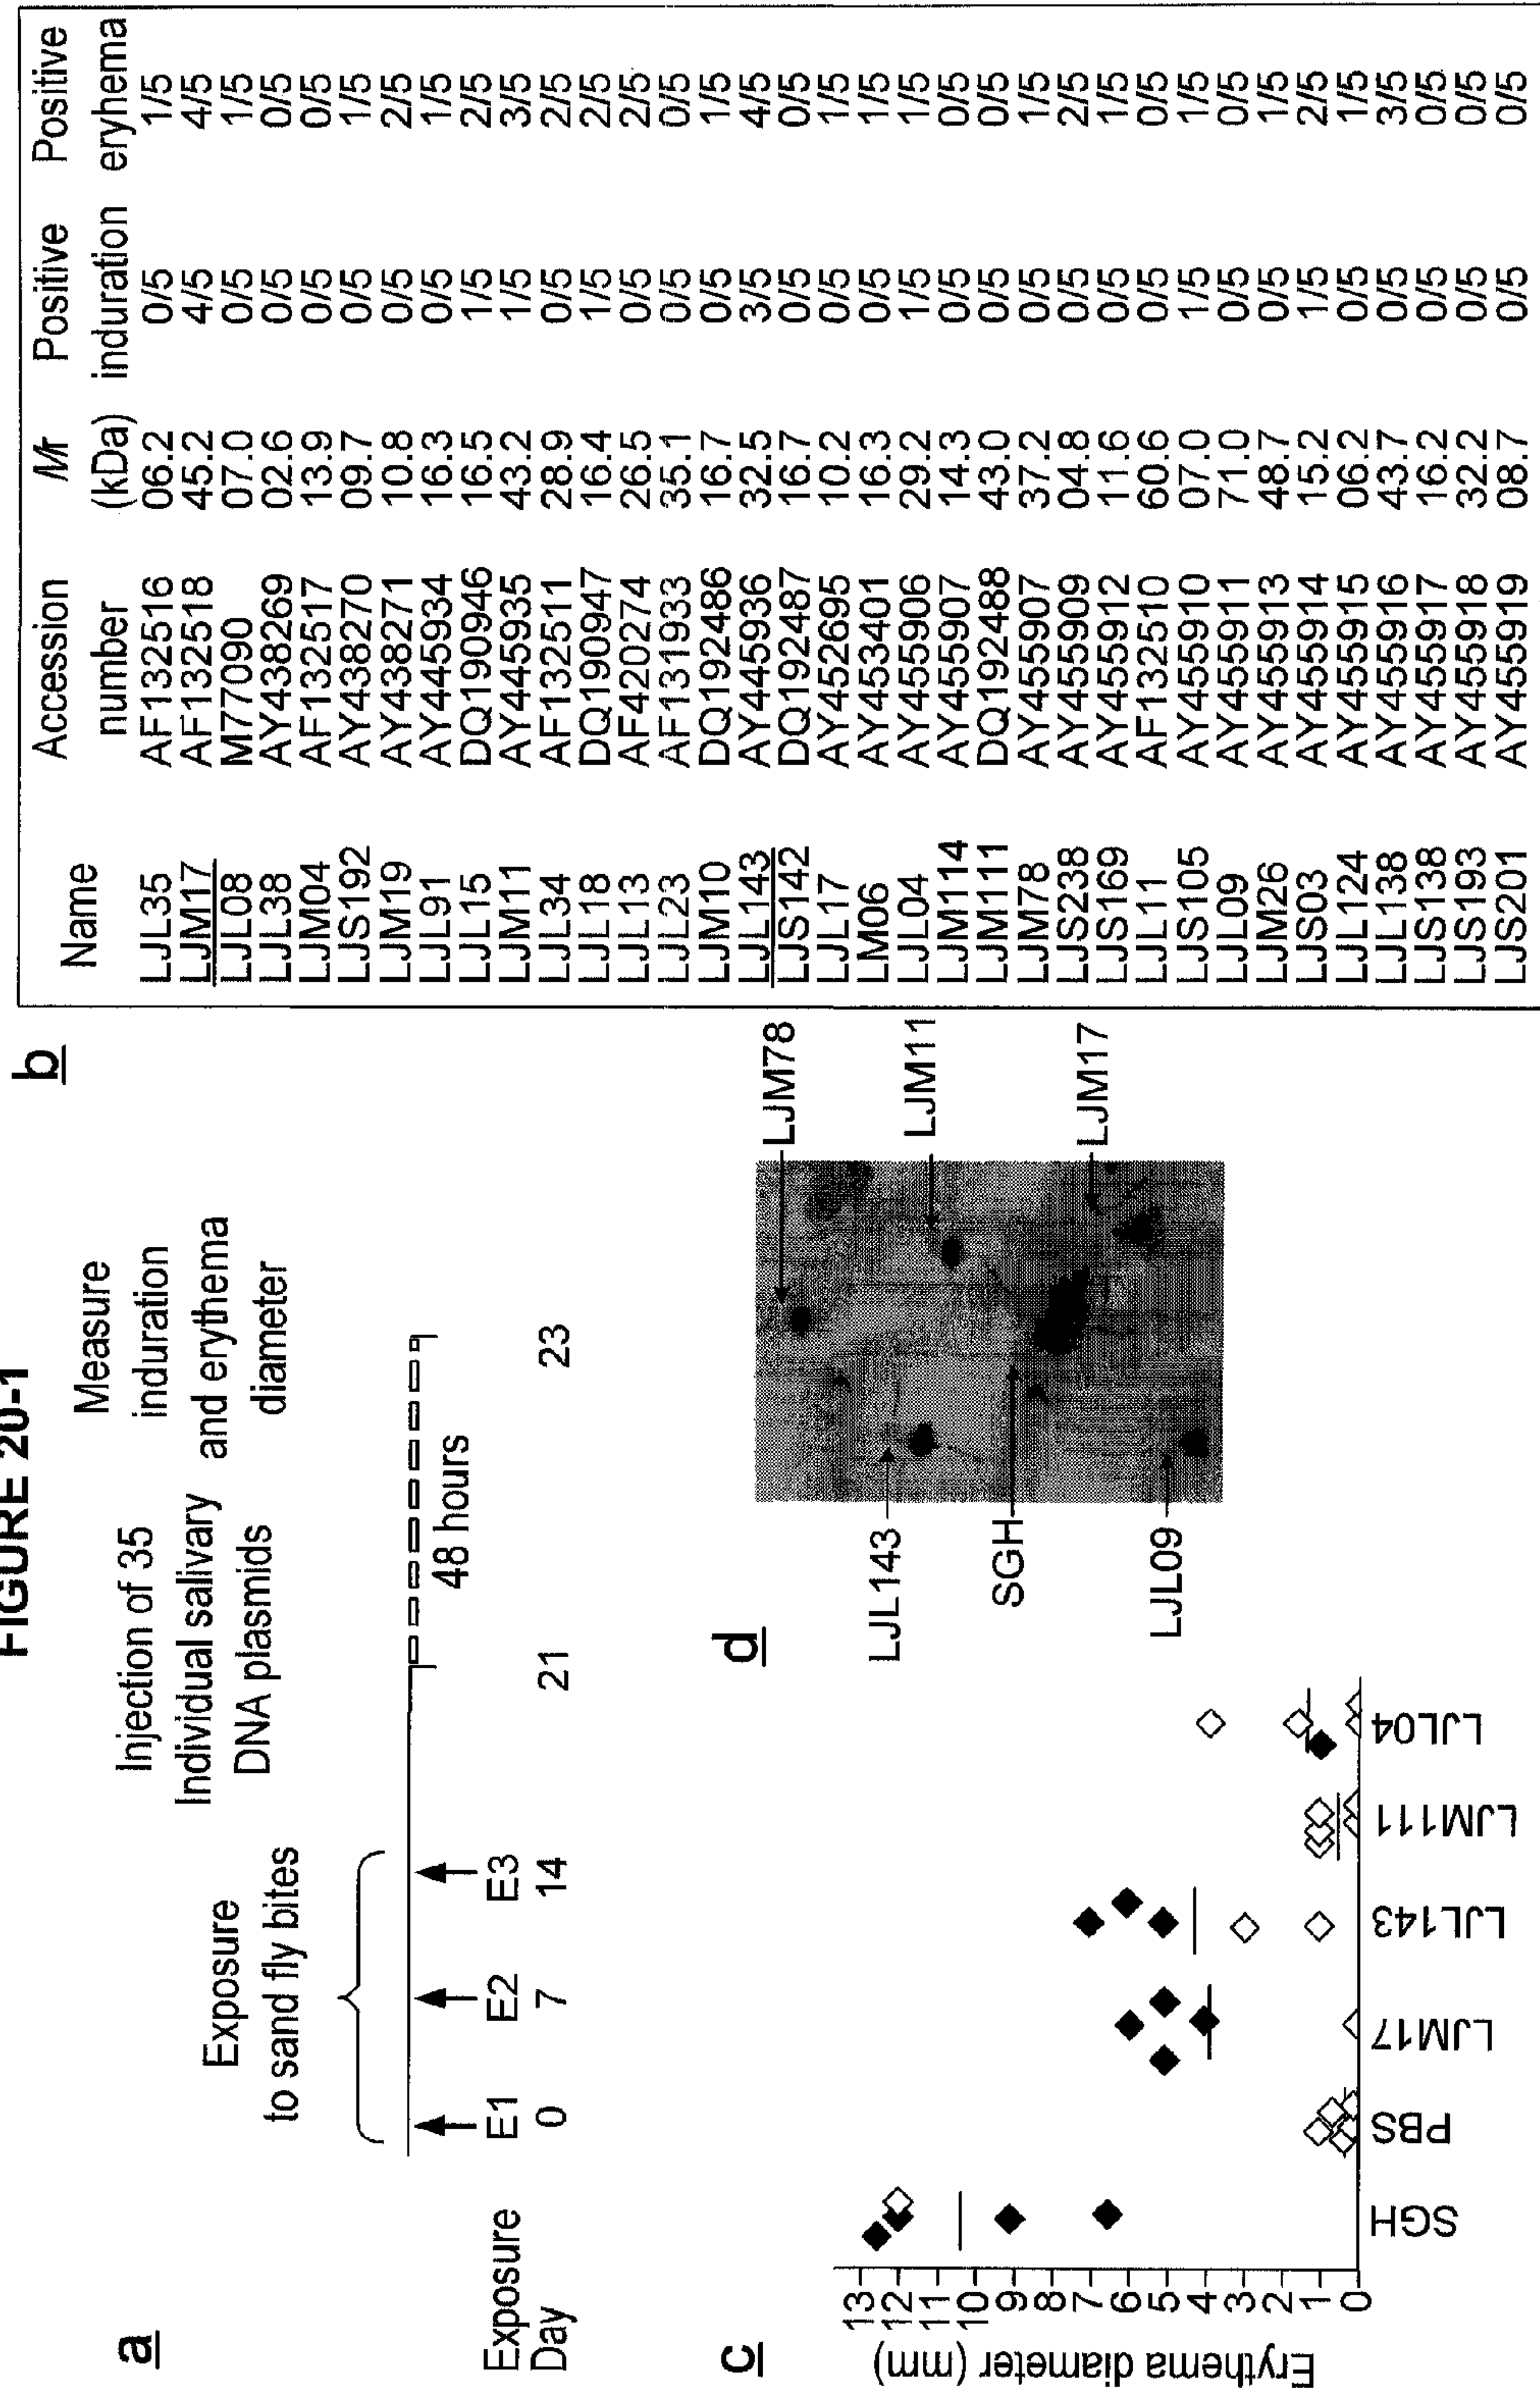 FIGURE 20-1
a
Exposure
to sand fly bites
Injection of 35
Individual salivary
DNA plasmids
Measure
induration
and erythema
diameter
48 hours
Exposure E1 E2 E3
Day 0 7 14 21 23
b
Name Accession Mr Positive Positive
number (kDa) induration eryhema
LJL35 AF132516 06.2 0/5 1/5
LJM17 AF132518 45.2 4/5 4/5
LJL08 M77090 07.0 0/5 1/5
LJL38 AY438269 02.6 0/5 0/5
LJM04 AF132517 13.9 0/5 0/5
LJS192 AY438270 09.7 0/5 1/5
LJM19 AY438271 10.8 0/5 2/5
LJL91 AY445934 16.3 0/5 1/5
LJL15 DQ190946 16.5 1/5 2/5
LJM11 AY445935 43.2 1/5 3/5
LJL34 AF132511 28.9 0/5 2/5
LJL18 DQ190947 16.4 1/5 2/5
LJL13 AF420274 26.5 0/5 2/5
LJL23 AF131933 35.1 0/5 0/5
LJM10 DQ192486 16.7 0/5 1/5
LJL143 AY445936 32.5 3/5 4/5
LJS142 DQ192487 16.7 0/5 0/5
LJL17 AY452695 10.2 0/5 1/5
LM06 AY453401 16.3 0/5 1/5
LJL04 AY455906 29.2 1/5 1/5
LJM114 AY455907 14.3 0/5 0/5
LJM111 DQ192488 43.0 0/5 0/5
LJM78 AY455907 37.2 0/5 1/5
LJS238 AY455909 04.8 0/5 2/5
LJS169 AY455912 11.6 0/5 1/5
LJL11 AF132510 60.6 0/5 0/5
LJS105 AY455910 07.0 1/5 1/5
LJL09 AY455911 71.0 0/5 0/5
LJM26 AY455913 48.7 0/5 1/5
LJS03 AY455914 15.2 1/5 2/5
LJL124 AY455915 06.2 0/5 1/5
LJL138 AY455916 43.7 0/5 3/5
LJS138 AY455917 16.2 0/5 0/5
LJS193 AY455918 32.2 0/5 0/5
LJS201 AY455919 08.7 0/5 0/5
c
Erythema diameter (mm)
13
12
11
10
9
8
7
6
5
4
3
2
1
0
SGH PBS LJM17 LJL143 LJM111 LJL04
d
LJL143
SGH
LJL09
LJM78
LJM11
LJM17